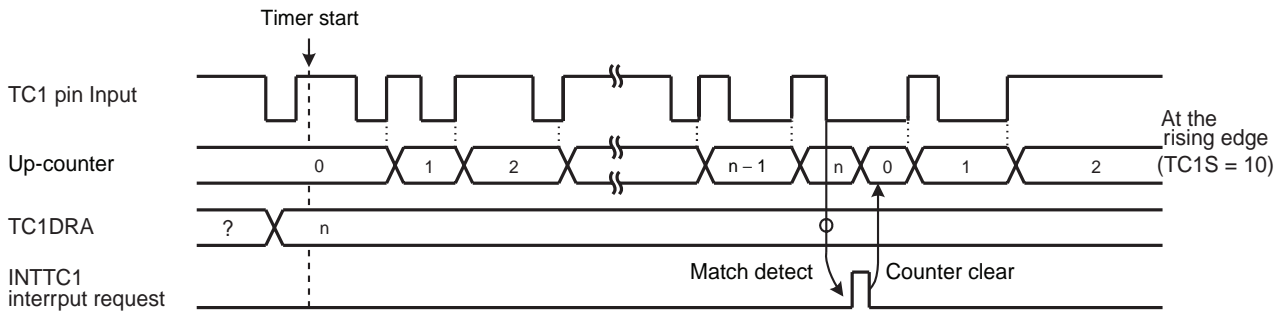 Timer start
TC1 pin Input
At the
rising edge
(TC1S = 10)
Up-counter
0 1 2 n − 1 n 0 1 2
TC1DRA
? n
Match detect Counter clear
INTTC1
interrput request